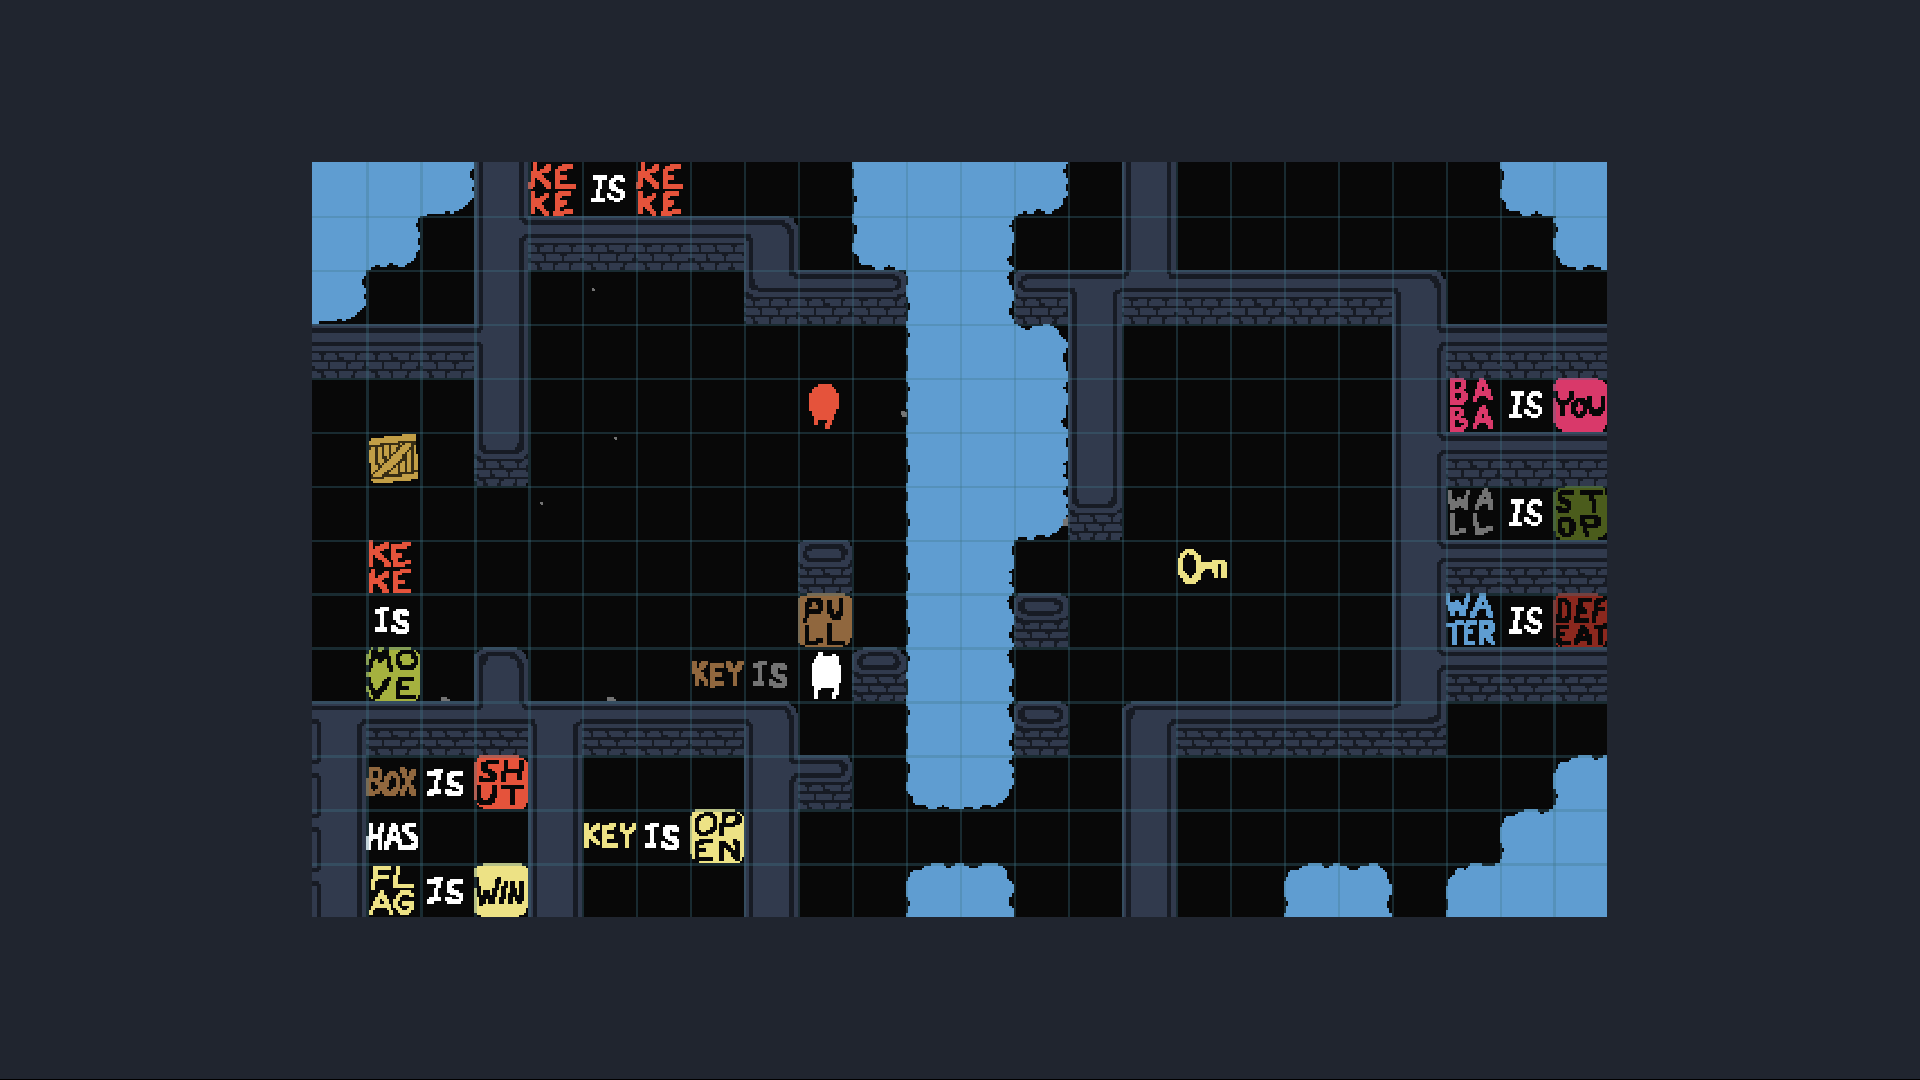 KEKE IS KEKE
BABA IS YOU
WALL IS STOP
KEKE
IS
MOVE
PULL
WATER IS DEFEAT
KEY IS
BOX IS SHUT
HAS
KEY IS OPEN
FLAG IS WIN